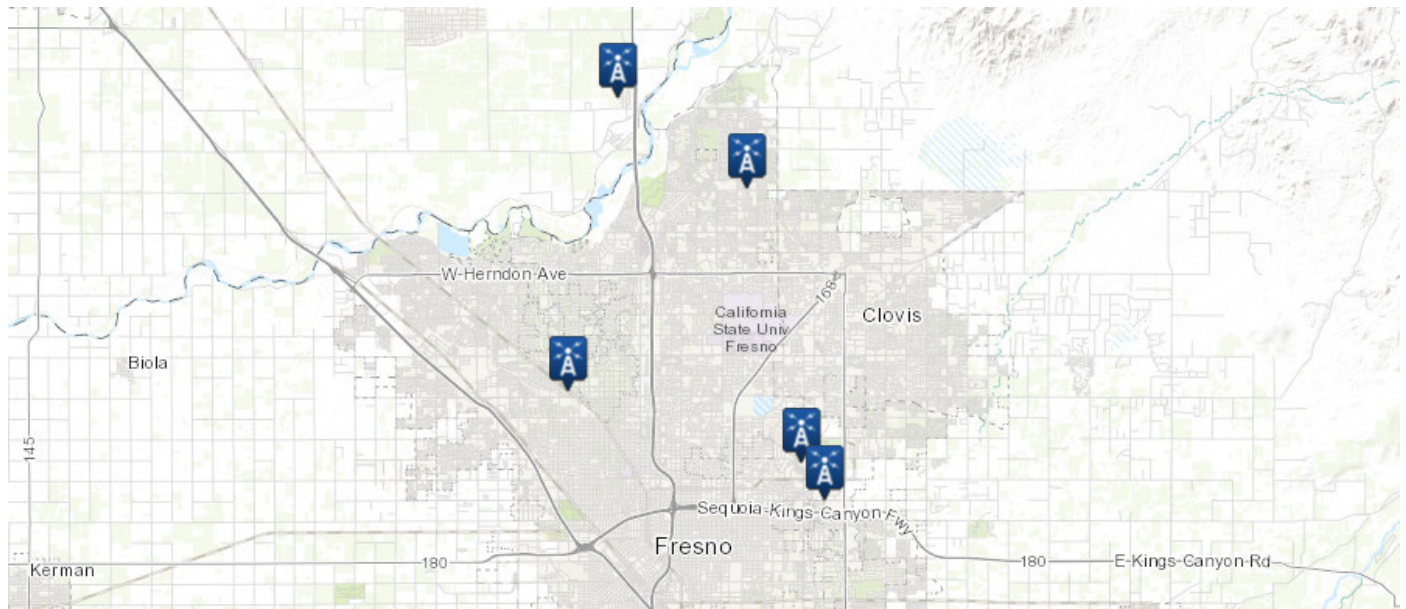 W-Herndon Ave
168
California
State Univ
Fresno
Clovis
Biola
145
Sequoia-Kings-Canyon-Fwy
Fresno
180
180
E-Kings-Canyon-Rd
Kerman